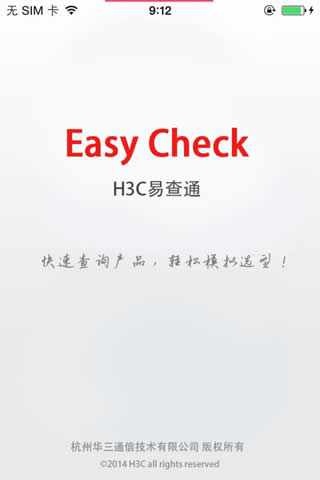 无 SIM 卡 9:12
Easy Check
H3C易查通
快速查询产品，轻松模拟选型！
杭州华三通信技术有限公司 版权所有
©2014 H3C all rights reserved